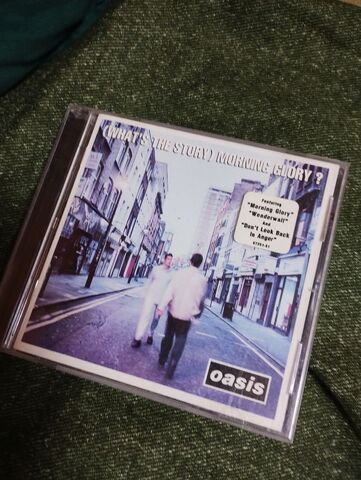 (WHAT'S THE STORY) MORNING GLORY ?
Featuring
"Morning Glory"
"Wonderwall"
And
"Don't Look Back
In Anger"
oasis